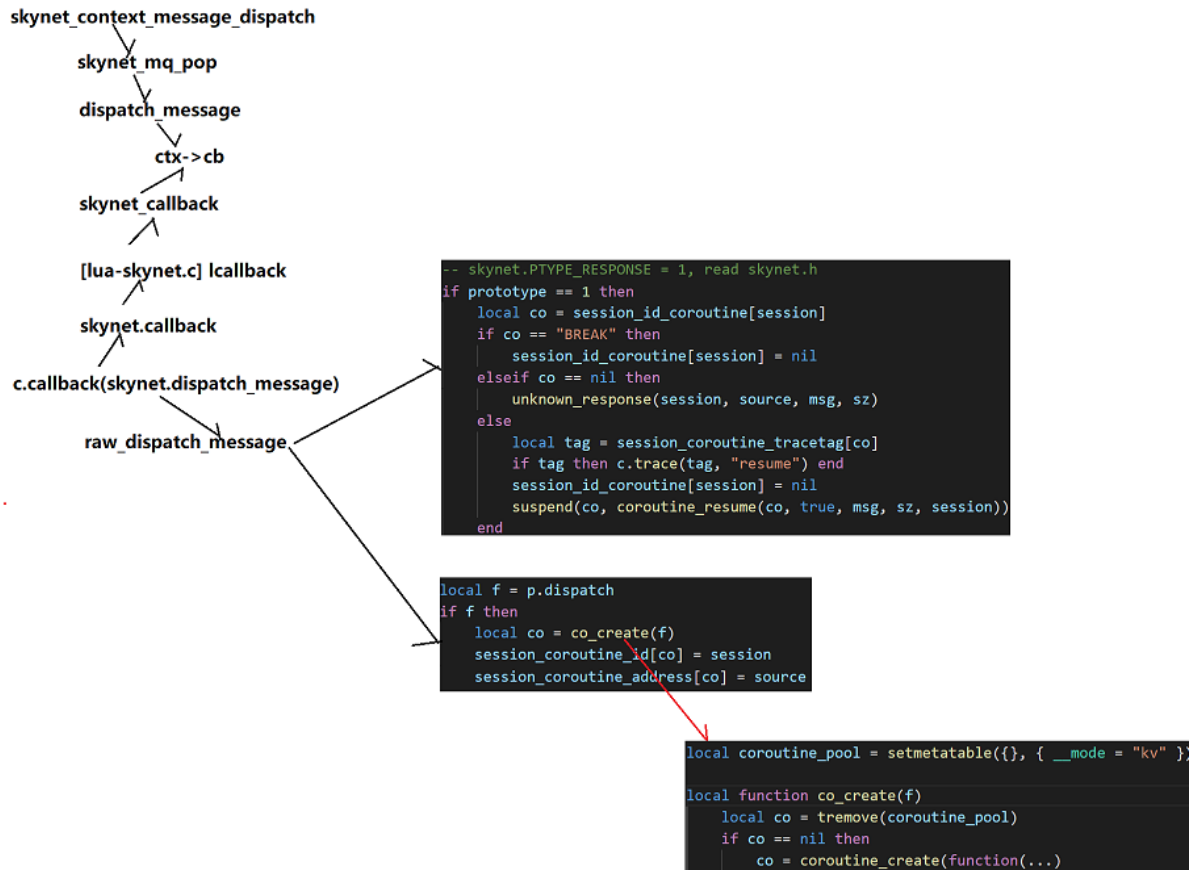 skynet_context_message_dispatch
skynet_mq_pop
dispatch_message
ctx->cb
skynet_callback
[lua-skynet.c] lcallback
skynet.callback
c.callback(skynet.dispatch_message)
raw_dispatch_message
-- skynet.PTYPE_RESPONSE = 1, read skynet.h
if prototype == 1 then
local co = session_id_coroutine[session]
if co == "BREAK" then
session_id_coroutine[session] = nil
elseif co == nil then
unknown_response(session, source, msg, sz)
else
local tag = session_coroutine_tracetag[co]
if tag then c.trace(tag, "resume") end
session_id_coroutine[session] = nil
suspend(co, coroutine_resume(co, true, msg, sz, session))
end
local f = p.dispatch
if f then
local co = co_create(f)
session_coroutine_id[co] = session
session_coroutine_address[co] = source
local coroutine_pool = setmetatable({}, { __mode = "kv" })
local function co_create(f)
local co = tremove(coroutine_pool)
if co == nil then
co = coroutine_create(function(...)